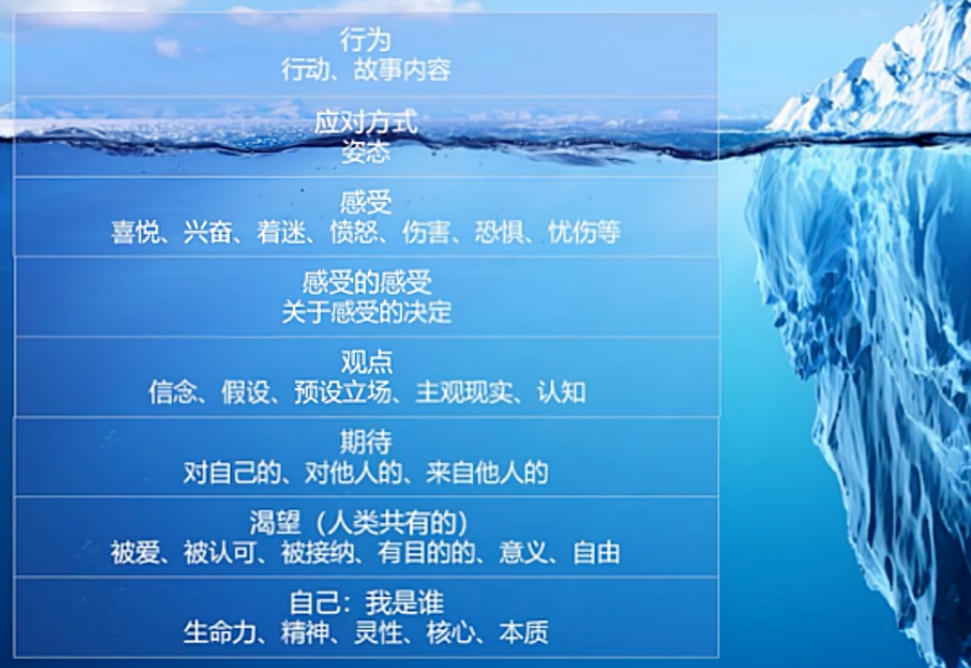 行为
行动、故事内容
应对方式
姿态
感受
喜悦、兴奋、着迷、愤怒、伤害、恐惧、忧伤等
感受的感受
关于感受的决定
观点
信念、假设、预设立场、主观现实、认知
期待
对自己的、对他人的、来自他人的
渴望（人类共有的）
被爱、被认可、被接纳、有目的的、意义、自由
自己：我是谁
生命力、精神、灵性、核心、本质